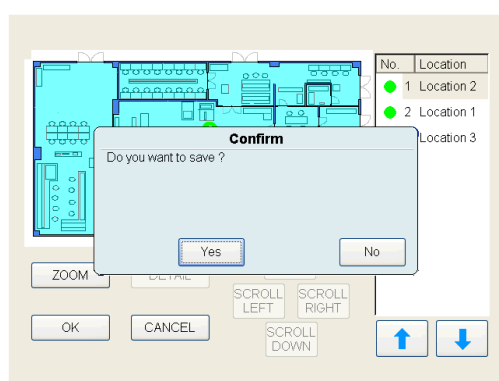 No. Location
1 Location 2
2 Location 1
Location 3
Confirm
Do you want to save ?
Yes
No
ZOOM
DETAIL
SCROLL LEFT
SCROLL RIGHT
OK
CANCEL
SCROLL DOWN